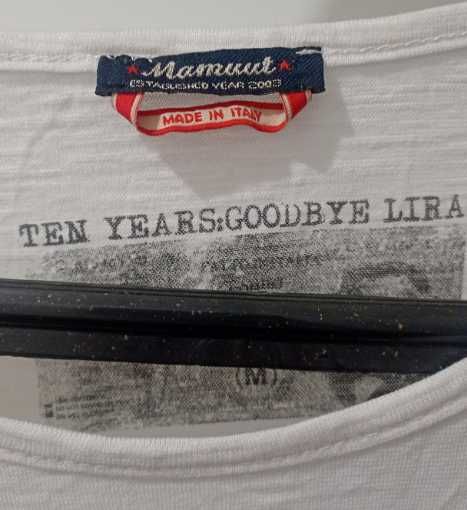 Mamuut
ESTABLISHED YEAR 2003
MADE IN ITALY
TEN YEARS:GOODBYE LIRA
(M)